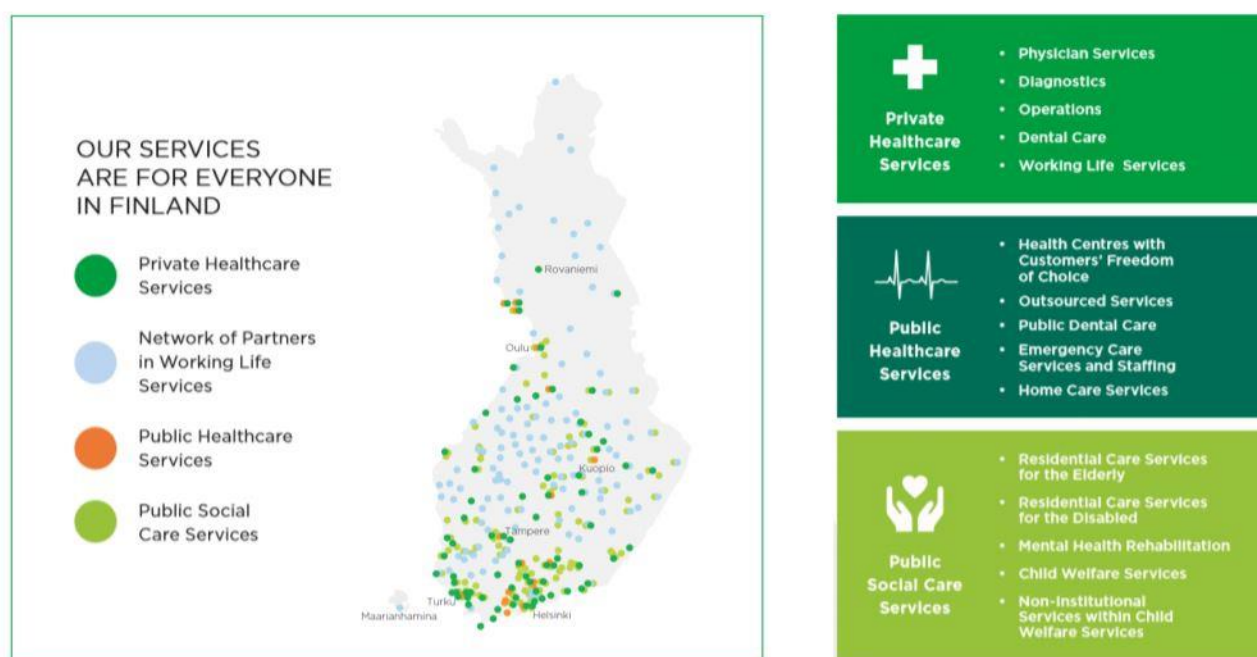 OUR SERVICES
ARE FOR EVERYONE
IN FINLAND
Private Healthcare
Services
Network of Partners
in Working Life
Services
Public Healthcare
Services
Public Social
Care Services
Rovaniemi
Oulu
Kuopio
Tampere
Turku
Helsinki
Maarianhamina
Private
Healthcare
Services
• Physician Services
• Diagnostics
• Operations
• Dental Care
• Working Life Services
Public
Healthcare
Services
• Health Centres with
Customers' Freedom
of Choice
• Outsourced Services
• Public Dental Care
• Emergency Care
Services and Staffing
• Home Care Services
Public
Social Care
Services
• Residential Care Services
for the Elderly
• Residential Care Services
for the Disabled
• Mental Health Rehabilitation
• Child Welfare Services
• Non-Institutional
Services within Child
Welfare Services